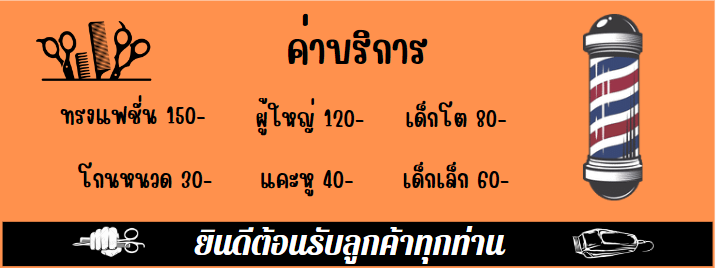 ค่าบริการ
ทรงแฟชั่น 150- ผู้ใหญ่ 120- เด็กโต 80-
โกนหนวด 30- แคะหู 40- เด็กเล็ก 60-
ยินดีต้อนรับลูกค้าทุกท่าน